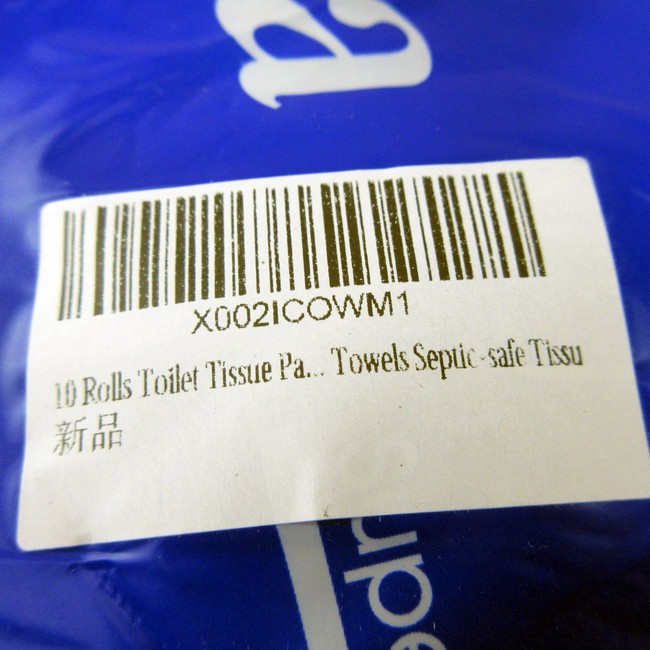 a
X002ICOWM1
10 Rolls Toilet Tissue Pa... Towels Septic-safe Tissu
新品